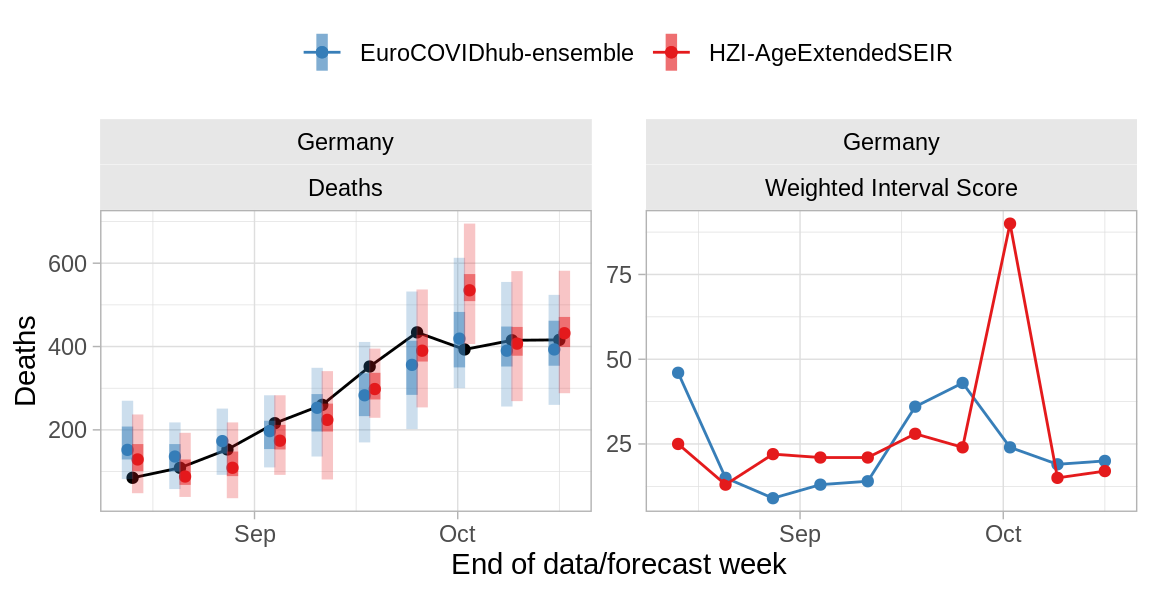 EuroCOVIDhub-ensemble HZI-AgeExtendedSEIR
Germany
Deaths
Germany
Weighted Interval Score
Deaths
600
400
200
75
50
25
Sep Oct
Sep Oct
End of data/forecast week